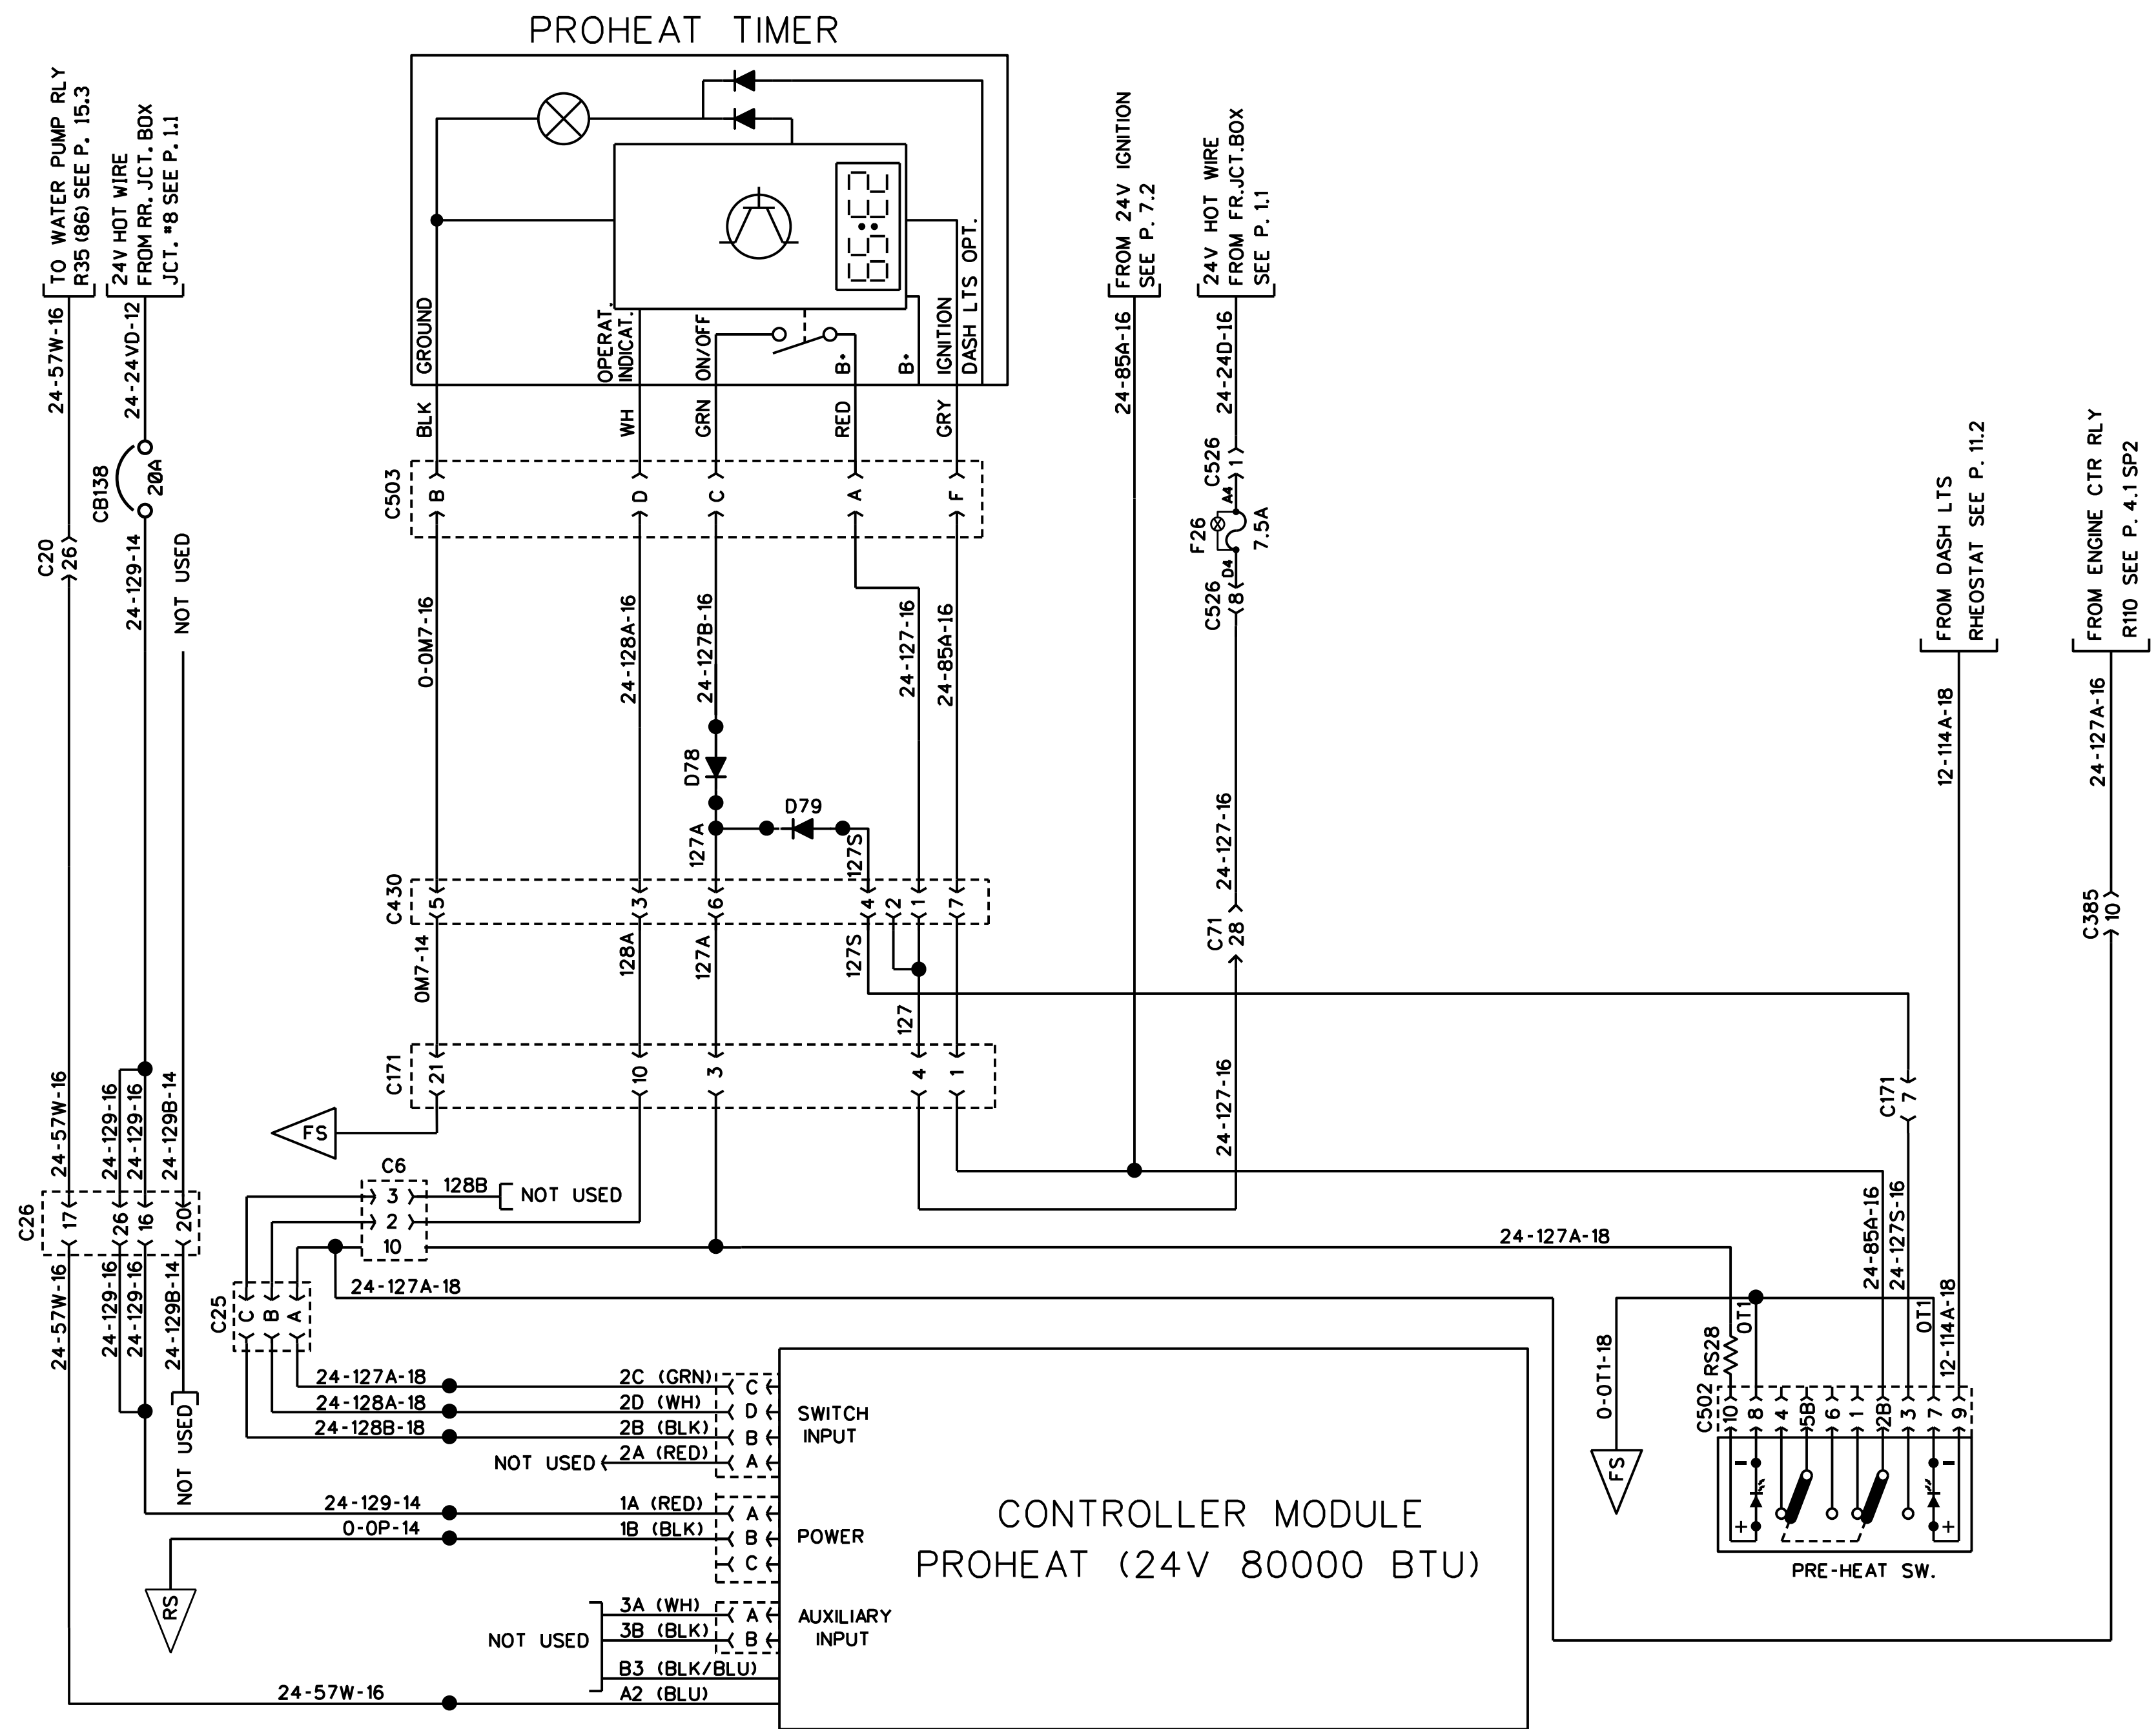 PROHEAT TIMER
TO WATER PUMP RLY
R35 (86) SEE P. 15.3
24V HOT WIRE
FROM RR. JCT. BOX
JCT. #8 SEE P. 1.1
24-57W-16
24-24VD-12
CB138
20A
C20
26
24-129-14
NOT USED
GROUND
OPERAT.
INDICAT.
ON/OFF
B+
B+
IGNITION
DASH LTS OPT.
BLK
WH
GRN
RED
GRY
C503
B
D
C
A
F
0-0M7-16
24-128A-16
24-127B-16
24-127-16
24-85A-16
D78
D79
127A
127S
C430
5
3
6
4
2
1
7
0M7-14
128A
127A
127S
127
C171
21
10
3
4
1
FROM 24V IGNITION
SEE P. 7.2
24-85A-16
24V HOT WIRE
FROM FR.JCT.BOX
SEE P. 1.1
24-24D-16
C526
1
A4
F26
7.5A
D4
C526
8
24-127-16
C71
28
24-127-16
FROM DASH LTS
RHEOSTAT SEE P. 11.2
12-114A-18
FROM ENGINE CTR RLY
R110 SEE P. 4.1 SP2
24-127A-16
C385
10
C171
7
24-57W-16
24-129-16
24-129-16
24-129B-14
C26
17
26
16
20
24-57W-16
24-129-16
24-129-16
24-129B-14
NOT USED
FS
C6
3
2
10
128B
NOT USED
24-127A-18
24-127A-18
C25
C
B
A
24-127A-18
24-128A-18
24-128B-18
NOT USED
2C (GRN)
2D (WH)
2B (BLK)
2A (RED)
C
D
B
A
SWITCH
INPUT
24-129-14
0-0P-14
1A (RED)
1B (BLK)
A
B
C
POWER
RS
NOT USED
3A (WH)
3B (BLK)
A
B
AUXILIARY
INPUT
B3 (BLK/BLU)
A2 (BLU)
24-57W-16
CONTROLLER MODULE
PROHEAT (24V 80000 BTU)
24-85A-16
24-127S-16
12-114A-18
0T1
0T1
0-0T1-18
FS
RS28
C502
10
8
4
5B
6
1
2B
3
7
9
-
+
-
+
PRE-HEAT SW.